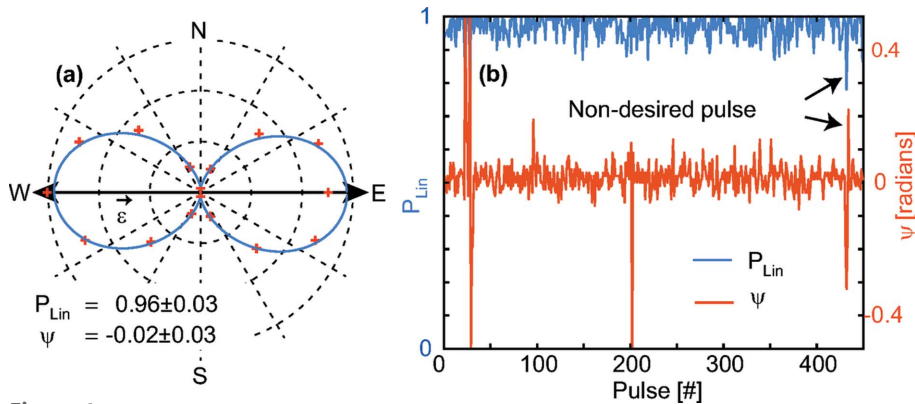 N
(a)
W
E
ε
P_Lin = 0.96±0.03
ψ = -0.02±0.03
S
1
(b)
0.4
Non-desired pulse
P_Lin
0
ψ [radians]
P_Lin
ψ
-0.4
0
0 100 200 300 400
Pulse [#]